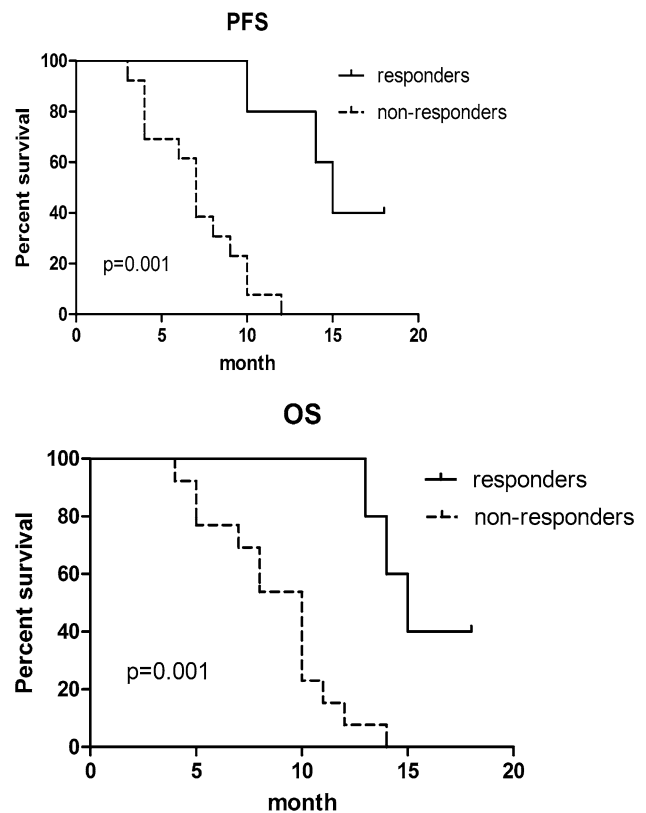 PFS
100
80
60
40
20
0
Percent survival
responders
non-responders
p=0.001
0 5 10 15 20
month
OS
100
80
60
40
20
0
Percent survival
responders
non-responders
p=0.001
0 5 10 15 20
month